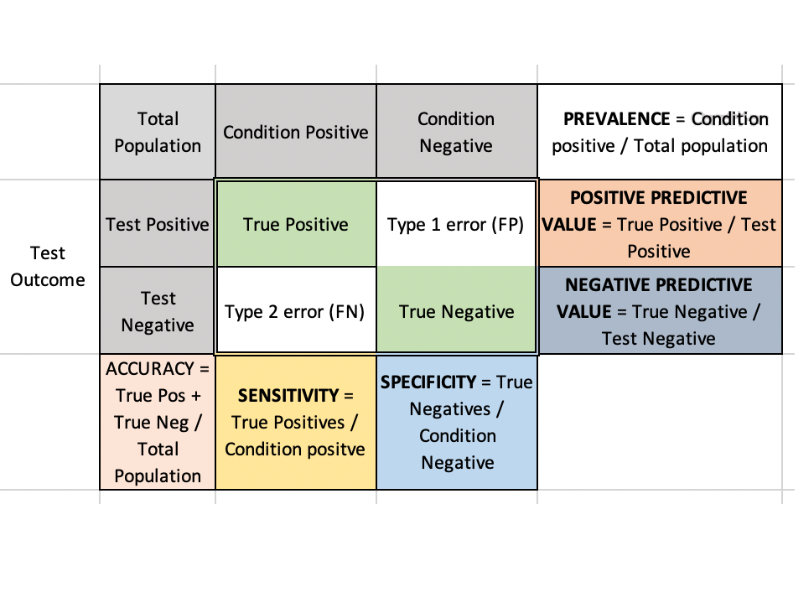 Total
Population
Condition Positive
Condition
Negative
PREVALENCE = Condition
positive / Total population
Test
Outcome
Test Positive
True Positive
Type 1 error (FP)
POSITIVE PREDICTIVE
VALUE = True Positive / Test
Positive
Test
Negative
Type 2 error (FN)
True Negative
NEGATIVE PREDICTIVE
VALUE = True Negative /
Test Negative
ACCURACY =
True Pos +
True Neg /
Total
Population
SENSITIVITY =
True Positives /
Condition positve
SPECIFICITY = True
Negatives /
Condition
Negative